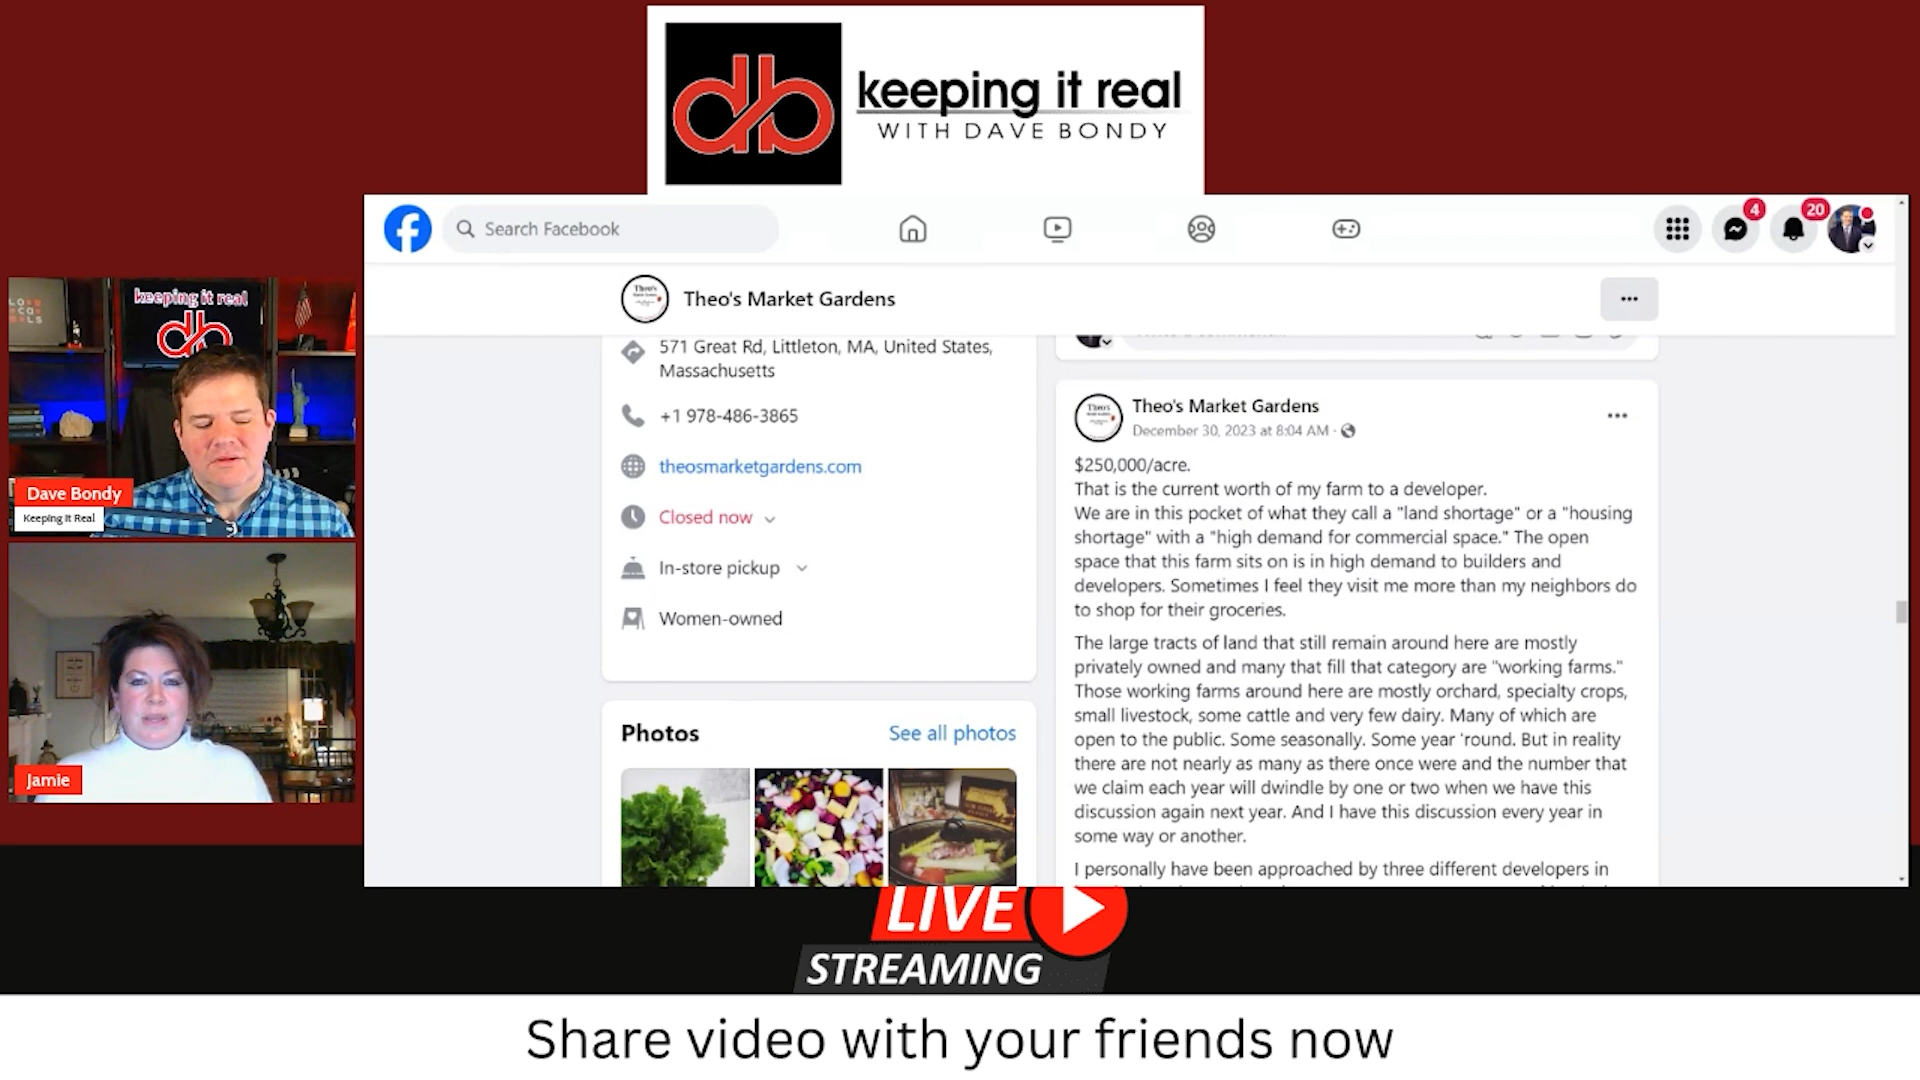 keeping it real
WITH DAVE BONDY
Search Facebook
4
20
Theo's Market Gardens
571 Great Rd, Littleton, MA, United States,
Massachusetts
+1 978-486-3865
theosmarketgardens.com
Closed now
In-store pickup
Women-owned
Photos
See all photos
Theo's Market Gardens
December 30, 2023 at 8:04 AM ·
$250,000/acre.
That is the current worth of my farm to a developer.
We are in this pocket of what they call a "land shortage" or a "housing
shortage" with a "high demand for commercial space." The open
space that this farm sits on is in high demand to builders and
developers. Sometimes I feel they visit me more than my neighbors do
to shop for their groceries.
The large tracts of land that still remain around here are mostly
privately owned and many that fill that category are "working farms."
Those working farms around here are mostly orchard, specialty crops,
small livestock, some cattle and very few dairy. Many of which are
open to the public. Some seasonally. Some year 'round. But in reality
there are not nearly as many as there once were and the number that
we claim each year will dwindle by one or two when we have this
discussion again next year. And I have this discussion every year in
some way or another.
I personally have been approached by three different developers in
keeping it real
LO
CA
LS
Dave Bondy
Keeping It Real
Jamie
LIVE
STREAMING
Share video with your friends now